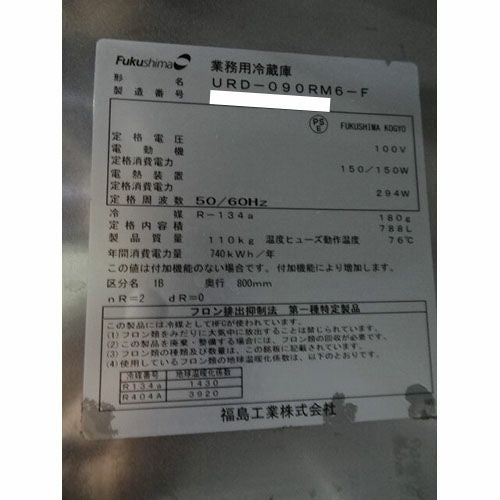 Fukushima 業務用冷蔵庫
形名 URD-090RM6-F
製造番号
PSE FUKUSHIMA KOGYO
定格電圧 100V
電動機
定格消費電力 150/150W
電熱装置
定格消費電力 294W
定格周波数 50/60Hz
冷媒 R-134a 180g
定格内容積 788L
製品質量 110kg 温度ヒューズ動作温度 76℃
年間消費電力量 740kWh/年
この値は付加機能のない場合です。付加機能により増加します。
区分名 1B 奥行 800mm
nR=2 dR=0
フロン排出抑制法 第一種特定製品
この製品には冷媒としてHFCが使われています。
(1)フロン類をみだりに大気中に放出することは禁じられています。
(2)この製品を廃棄・整備する場合には、フロン類の回収が必要です。
(3)フロン類の種類及び数量は、この銘板に記載されています。
(4)使用しているフロン類の地球温暖化係数は、以下のとおりです。
冷媒番号 地球温暖化係数
R134a 1430
R404A 3920
福島工業株式会社